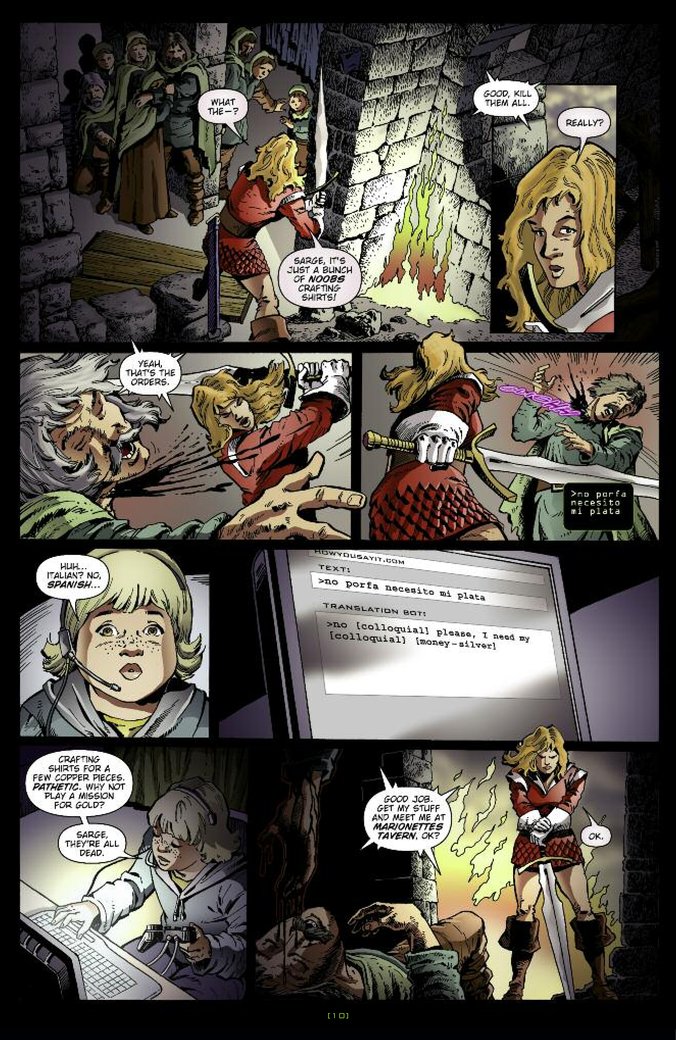 WHAT
THE—?
SARGE, IT'S
JUST A BUNCH
OF NOOBS
CRAFTING
SHIRTS!
GOOD, KILL
THEM ALL.
REALLY?
YEAH,
THAT'S THE
ORDERS.
>no porfa
necesito
mi plata
HUH...
ITALIAN? NO,
SPANISH...
HOWYOUSAYIT.COM
TEXT:
>no porfa necesito mi plata
TRANSLATION BOT:
>no [colloquial] please, I need my
[colloquial] [money-silver]
CRAFTING
SHIRTS FOR A
FEW COPPER PIECES.
PATHETIC. WHY NOT
PLAY A MISSION
FOR GOLD?
SARGE,
THEY'RE ALL
DEAD.
GOOD JOB.
GET MY STUFF
AND MEET ME AT
MARIONETTES
TAVERN, OK?
OK.
[10]